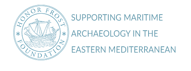 HONOR FROST
FOUNDATION
SUPPORTING MARITIME
ARCHAEOLOGY IN THE
EASTERN MEDITERRANEAN